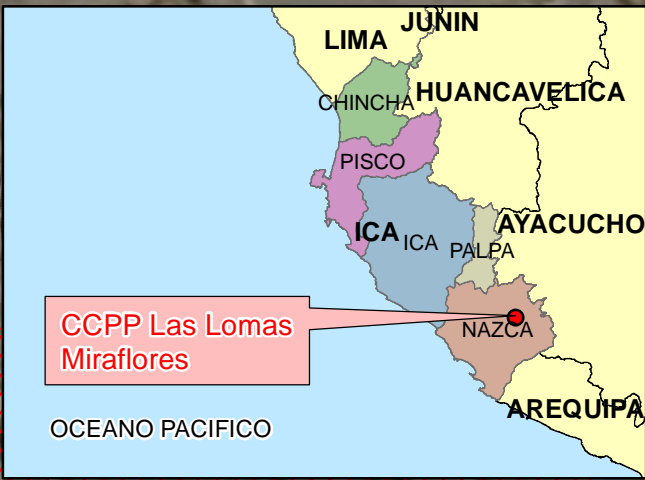 JUNIN
LIMA
CHINCHA
HUANCAVELICA
PISCO
ICA
ICA
PALPA
AYACUCHO
CCPP Las Lomas
Miraflores
NAZCA
AREQUIPA
OCEANO PACIFICO